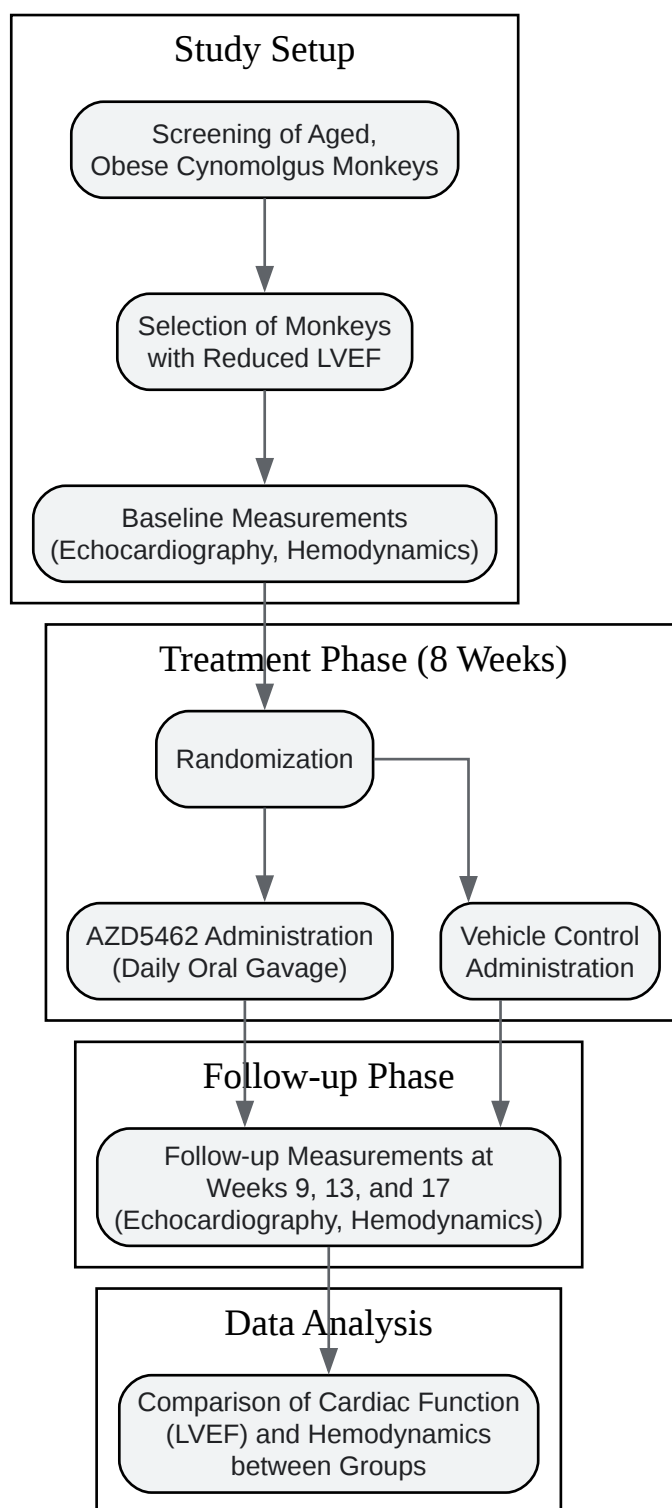 Study Setup
Screening of Aged,
Obese Cynomolgus Monkeys
Selection of Monkeys
with Reduced LVEF
Baseline Measurements
(Echocardiography, Hemodynamics)
Treatment Phase (8 Weeks)
Randomization
AZD5462 Administration
(Daily Oral Gavage)
Vehicle Control
Administration
Follow-up Phase
Follow-up Measurements at
Weeks 9, 13, and 17
(Echocardiography, Hemodynamics)
Data Analysis
Comparison of Cardiac Function
(LVEF) and Hemodynamics
between Groups